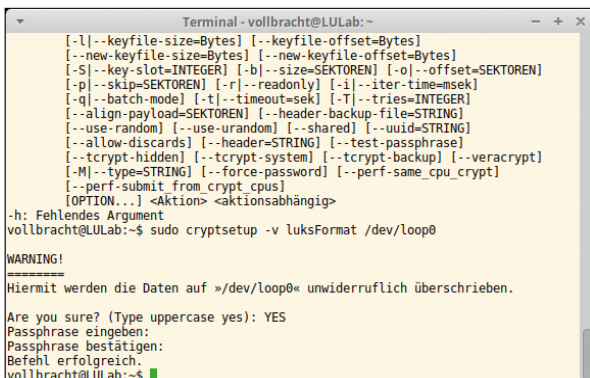 Terminal - vollbracht@LULab: ~
[-l|--keyfile-size=Bytes] [--keyfile-offset=Bytes]
[--new-keyfile-size=Bytes] [--new-keyfile-offset=Bytes]
[-S|--key-slot=INTEGER] [-b|--size=SEKTOREN] [-o|--offset=SEKTOREN]
[-p|--skip=SEKTOREN] [-r|--readonly] [-i|--iter-time=msek]
[-q|--batch-mode] [-t|--timeout=sek] [-T|--tries=INTEGER]
[--align-payload=SEKTOREN] [--header-backup-file=STRING]
[--use-random] [--use-urandom] [--shared] [--uuid=STRING]
[--allow-discards] [--header=STRING] [--test-passphrase]
[--tcrypt-hidden] [--tcrypt-system] [--tcrypt-backup] [--veracrypt]
[-M|--type=STRING] [--force-password] [--perf-same_cpu_crypt]
[--perf-submit_from_crypt_cpus]
[OPTION...] <Aktion> <aktionsabhängig>
-h: Fehlendes Argument
vollbracht@LULab:~$ sudo cryptsetup -v luksFormat /dev/loop0
WARNING!
========
Hiermit werden die Daten auf »/dev/loop0« unwiderruflich überschrieben.
Are you sure? (Type uppercase yes): YES
Passphrase eingeben:
Passphrase bestätigen:
Befehl erfolgreich.
vollbracht@LULab:~$